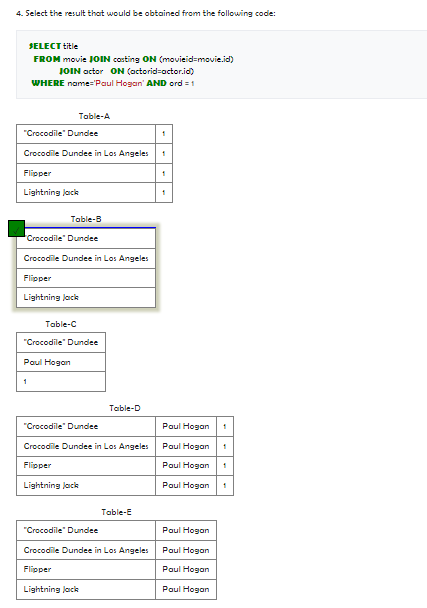 4. Select the result that would be obtained from the following code:
SELECT title
FROM movie JOIN casting ON (movieid=movie.id)
JOIN actor ON (actorid=actor.id)
WHERE name='Paul Hogan' AND ord = 1
Table-A
"Crocodile" Dundee 1
Crocodile Dundee in Los Angeles 1
Flipper 1
Lightning Jack 1
Table-B
"Crocodile" Dundee
Crocodile Dundee in Los Angeles
Flipper
Lightning Jack
Table-C
"Crocodile" Dundee
Paul Hogan
1
Table-D
"Crocodile" Dundee Paul Hogan 1
Crocodile Dundee in Los Angeles Paul Hogan 1
Flipper Paul Hogan 1
Lightning Jack Paul Hogan 1
Table-E
"Crocodile" Dundee Paul Hogan
Crocodile Dundee in Los Angeles Paul Hogan
Flipper Paul Hogan
Lightning Jack Paul Hogan